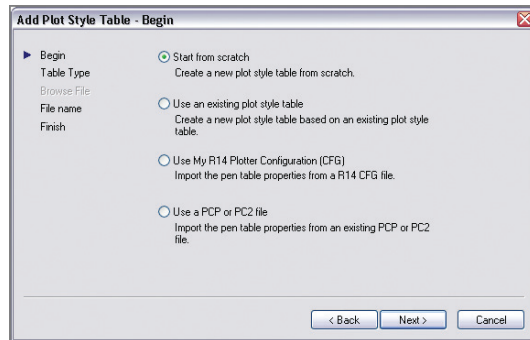 Add Plot Style Table - Begin
Begin
Table Type
Browse File
File name
Finish
Start from scratch
Create a new plot style table from scratch.
Use an existing plot style table
Create a new plot style table based on an existing plot style
table.
Use My R14 Plotter Configuration (CFG)
Import the pen table properties from a R14 CFG file.
Use a PCP or PC2 file
Import the pen table properties from an existing PCP or PC2
file.
< Back
Next >
Cancel